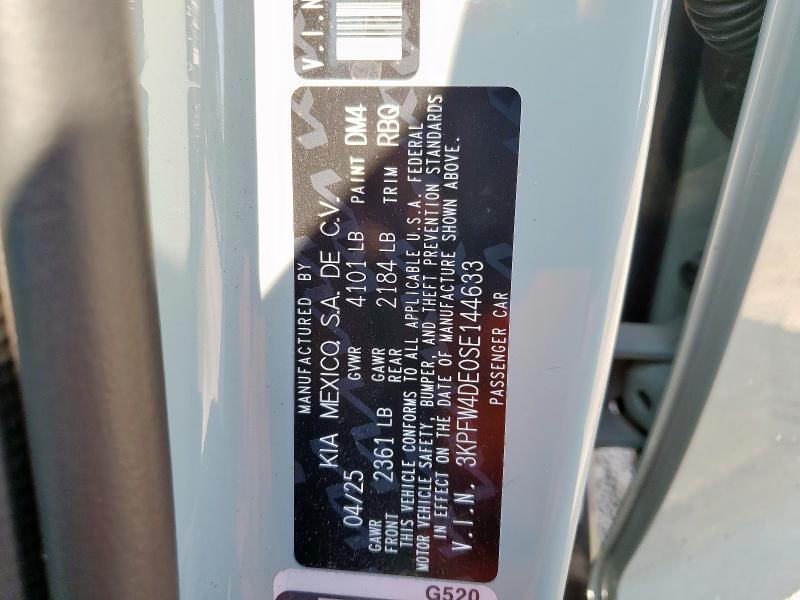 V.I.N
MANUFACTURED BY
KIA MEXICO, S.A. DE C.V.
04/25 GVWR 4101 LB PAINT DM4
GAWR FRONT 2361 LB GAWR REAR 2184 LB TRIM RBQ
THIS VEHICLE CONFORMS TO ALL APPLICABLE U.S.A. FEDERAL
MOTOR VEHICLE SAFETY, BUMPER, AND THEFT PREVENTION STANDARDS
IN EFFECT ON THE DATE OF MANUFACTURE SHOWN ABOVE.
V.I.N. 3KPFW4DE0SE144633
PASSENGER CAR
G520